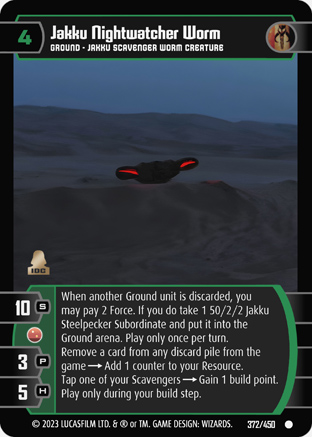 4
Jakku Nightwatcher Worm
GROUND - JAKKU SCAVENGER WORM CREATURE
IDC
10 S
3 P
5 H
When another Ground unit is discarded, you
may pay 2 Force. If you do take 1 50/2/2 Jakku
Steelpecker Subordinate and put it into the
Ground arena. Play only once per turn.
Remove a card from any discard pile from the
game → Add 1 counter to your Resource.
Tap one of your Scavengers → Gain 1 build point.
Play only during your build step.
© 2023 LUCASFILM LTD. & ® or TM. GAME DESIGN: WIZARDS.
372/450